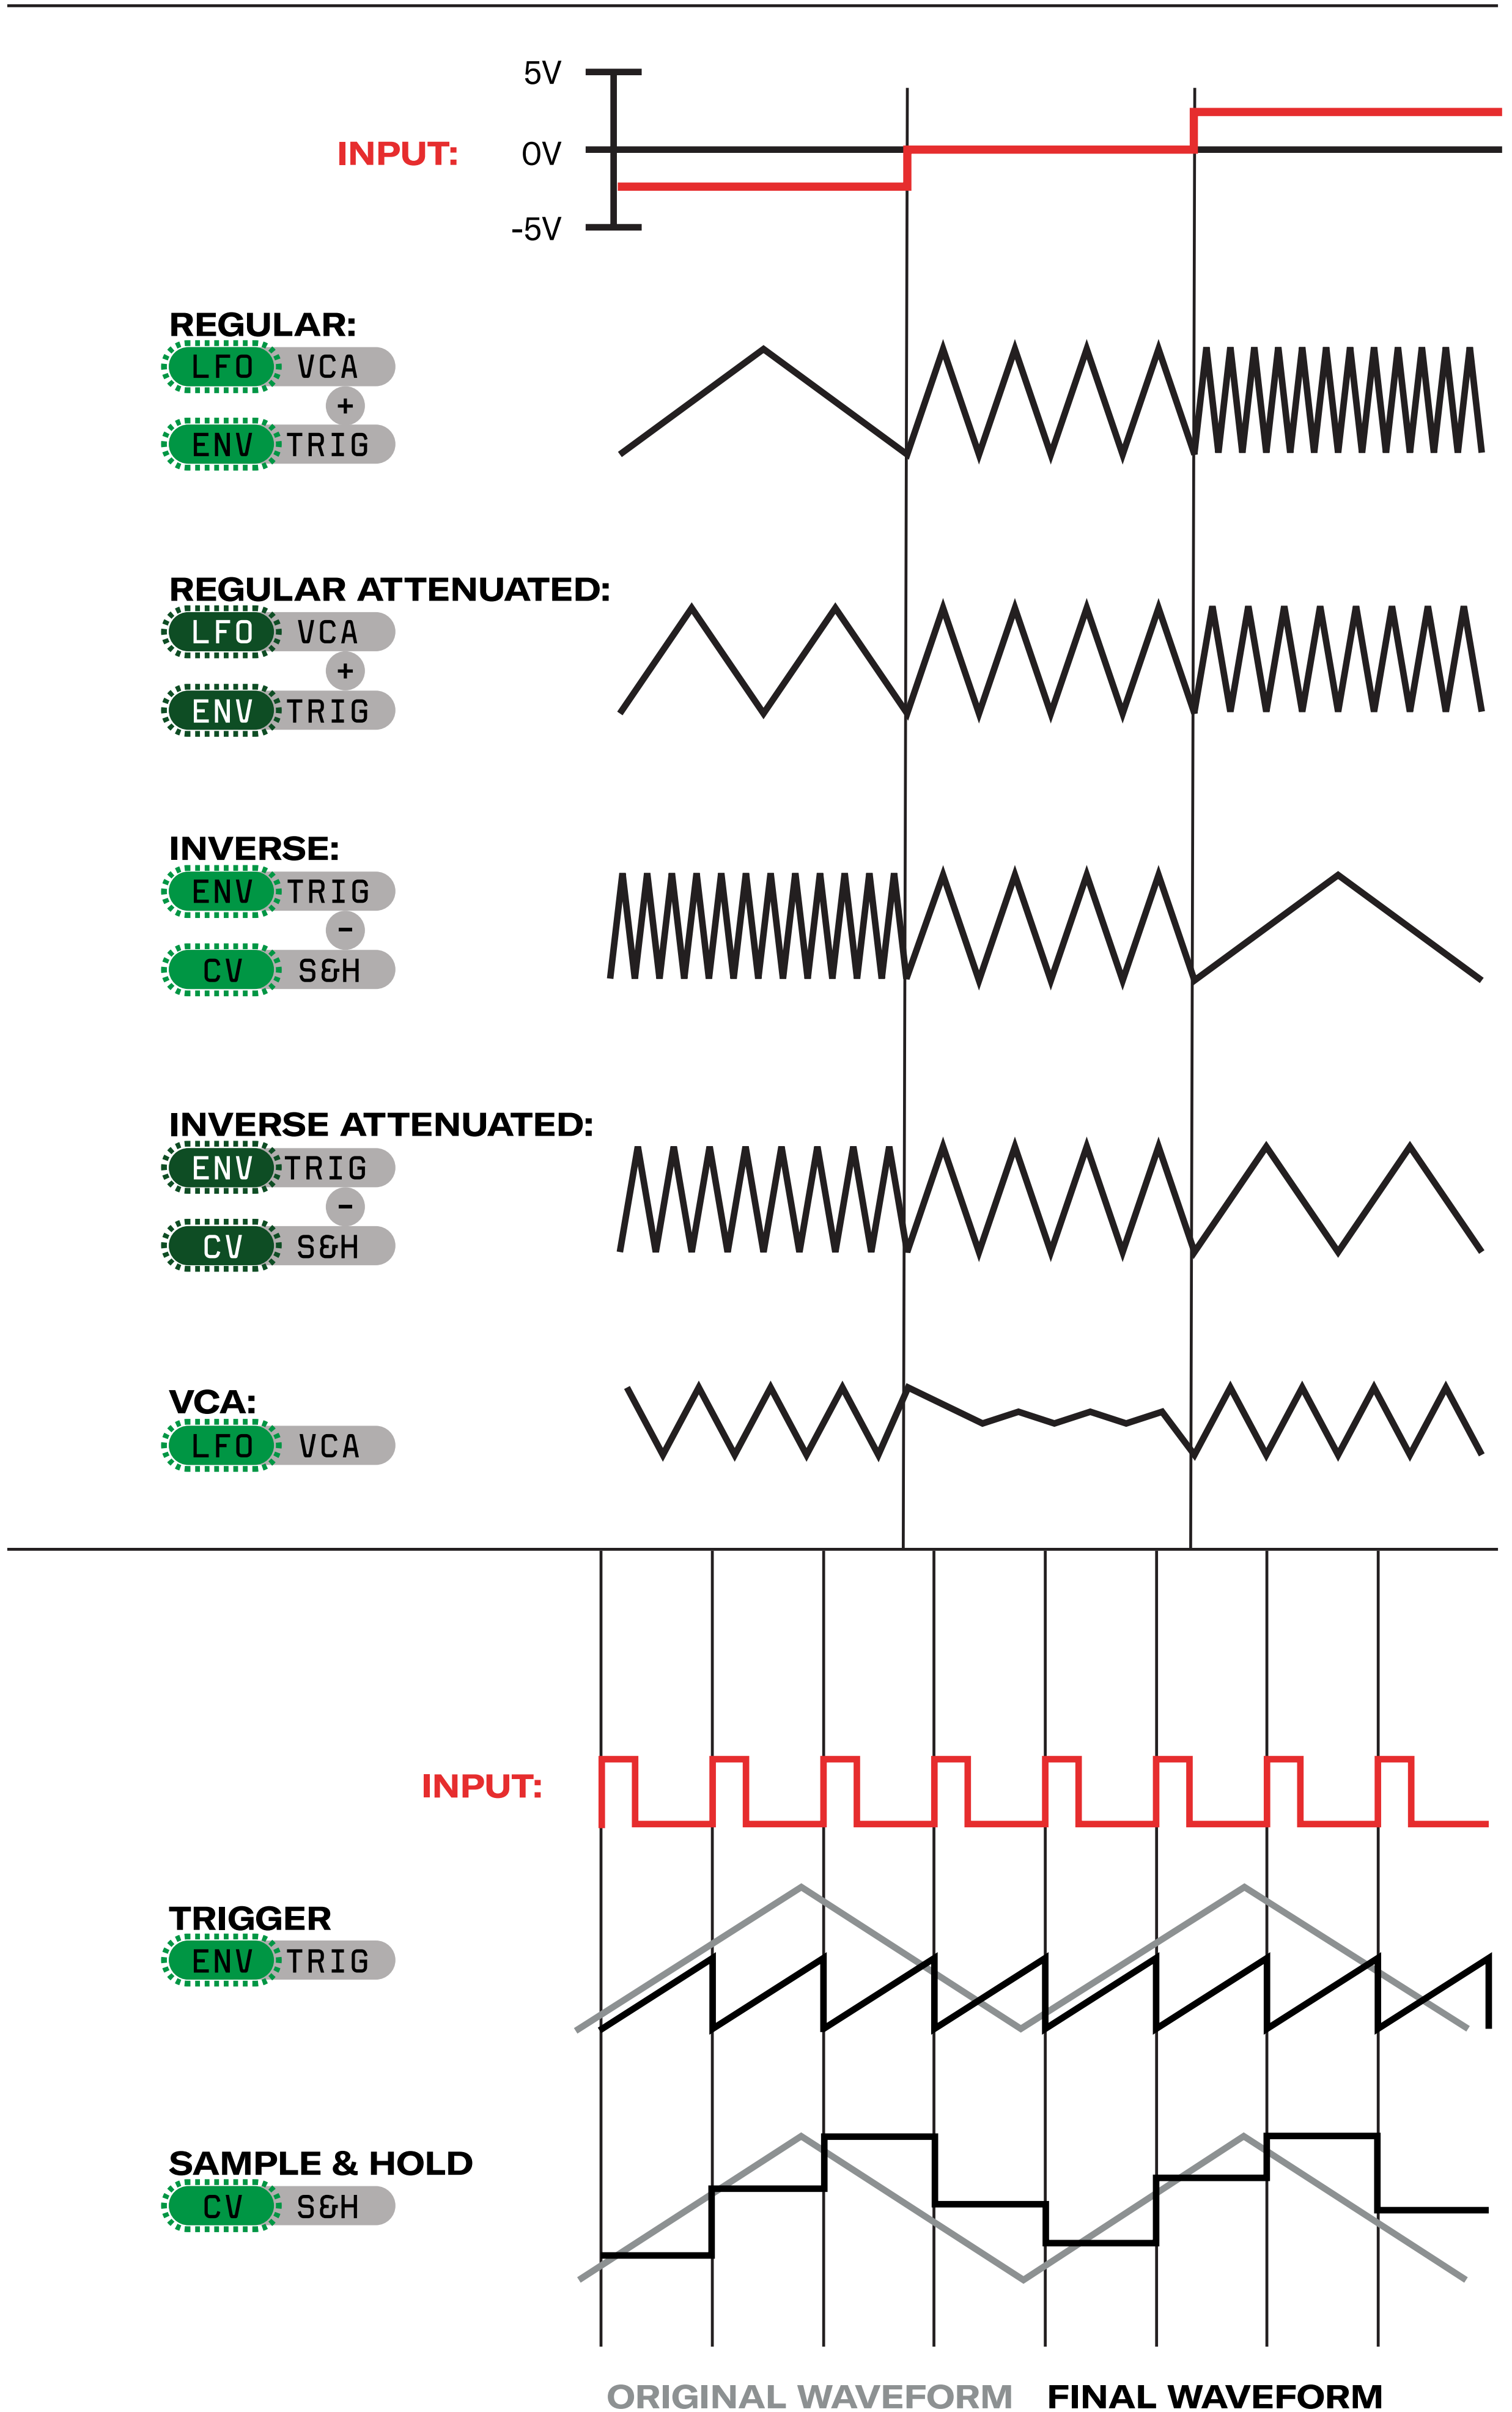 5V
INPUT:
0V
-5V
REGULAR:
LFO VCA
+
ENV TRIG
REGULAR ATTENUATED:
LFO VCA
+
ENV TRIG
INVERSE:
ENV TRIG
-
CV S&H
INVERSE ATTENUATED:
ENV TRIG
-
CV S&H
VCA:
LFO VCA
INPUT:
TRIGGER
ENV TRIG
SAMPLE & HOLD
CV S&H
ORIGINAL WAVEFORM FINAL WAVEFORM